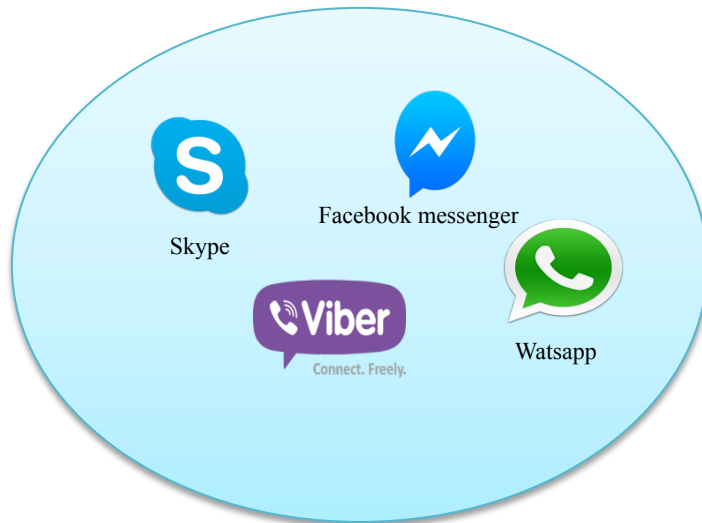 S
Facebook messenger
Skype
Viber
Connect. Freely.
Watsapp